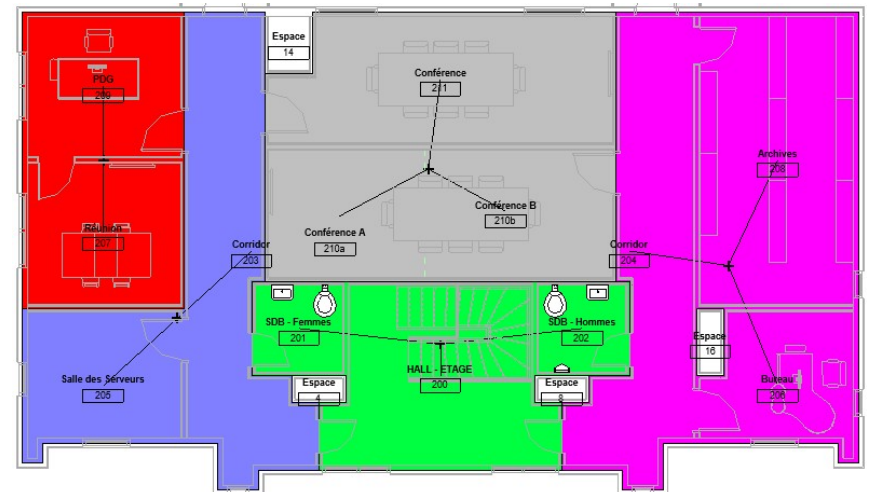 Espace
14
Conférence
211
PDG
209
Archives
208
Conférence B
210b
Conférence A
210a
Réunion
207
Corridor
203
Corridor
204
SDB - Femmes
201
SDB - Hommes
202
Espace
16
HALL - ETAGE
200
Salle des Serveurs
205
Espace
4
Espace
8
Bureau
206